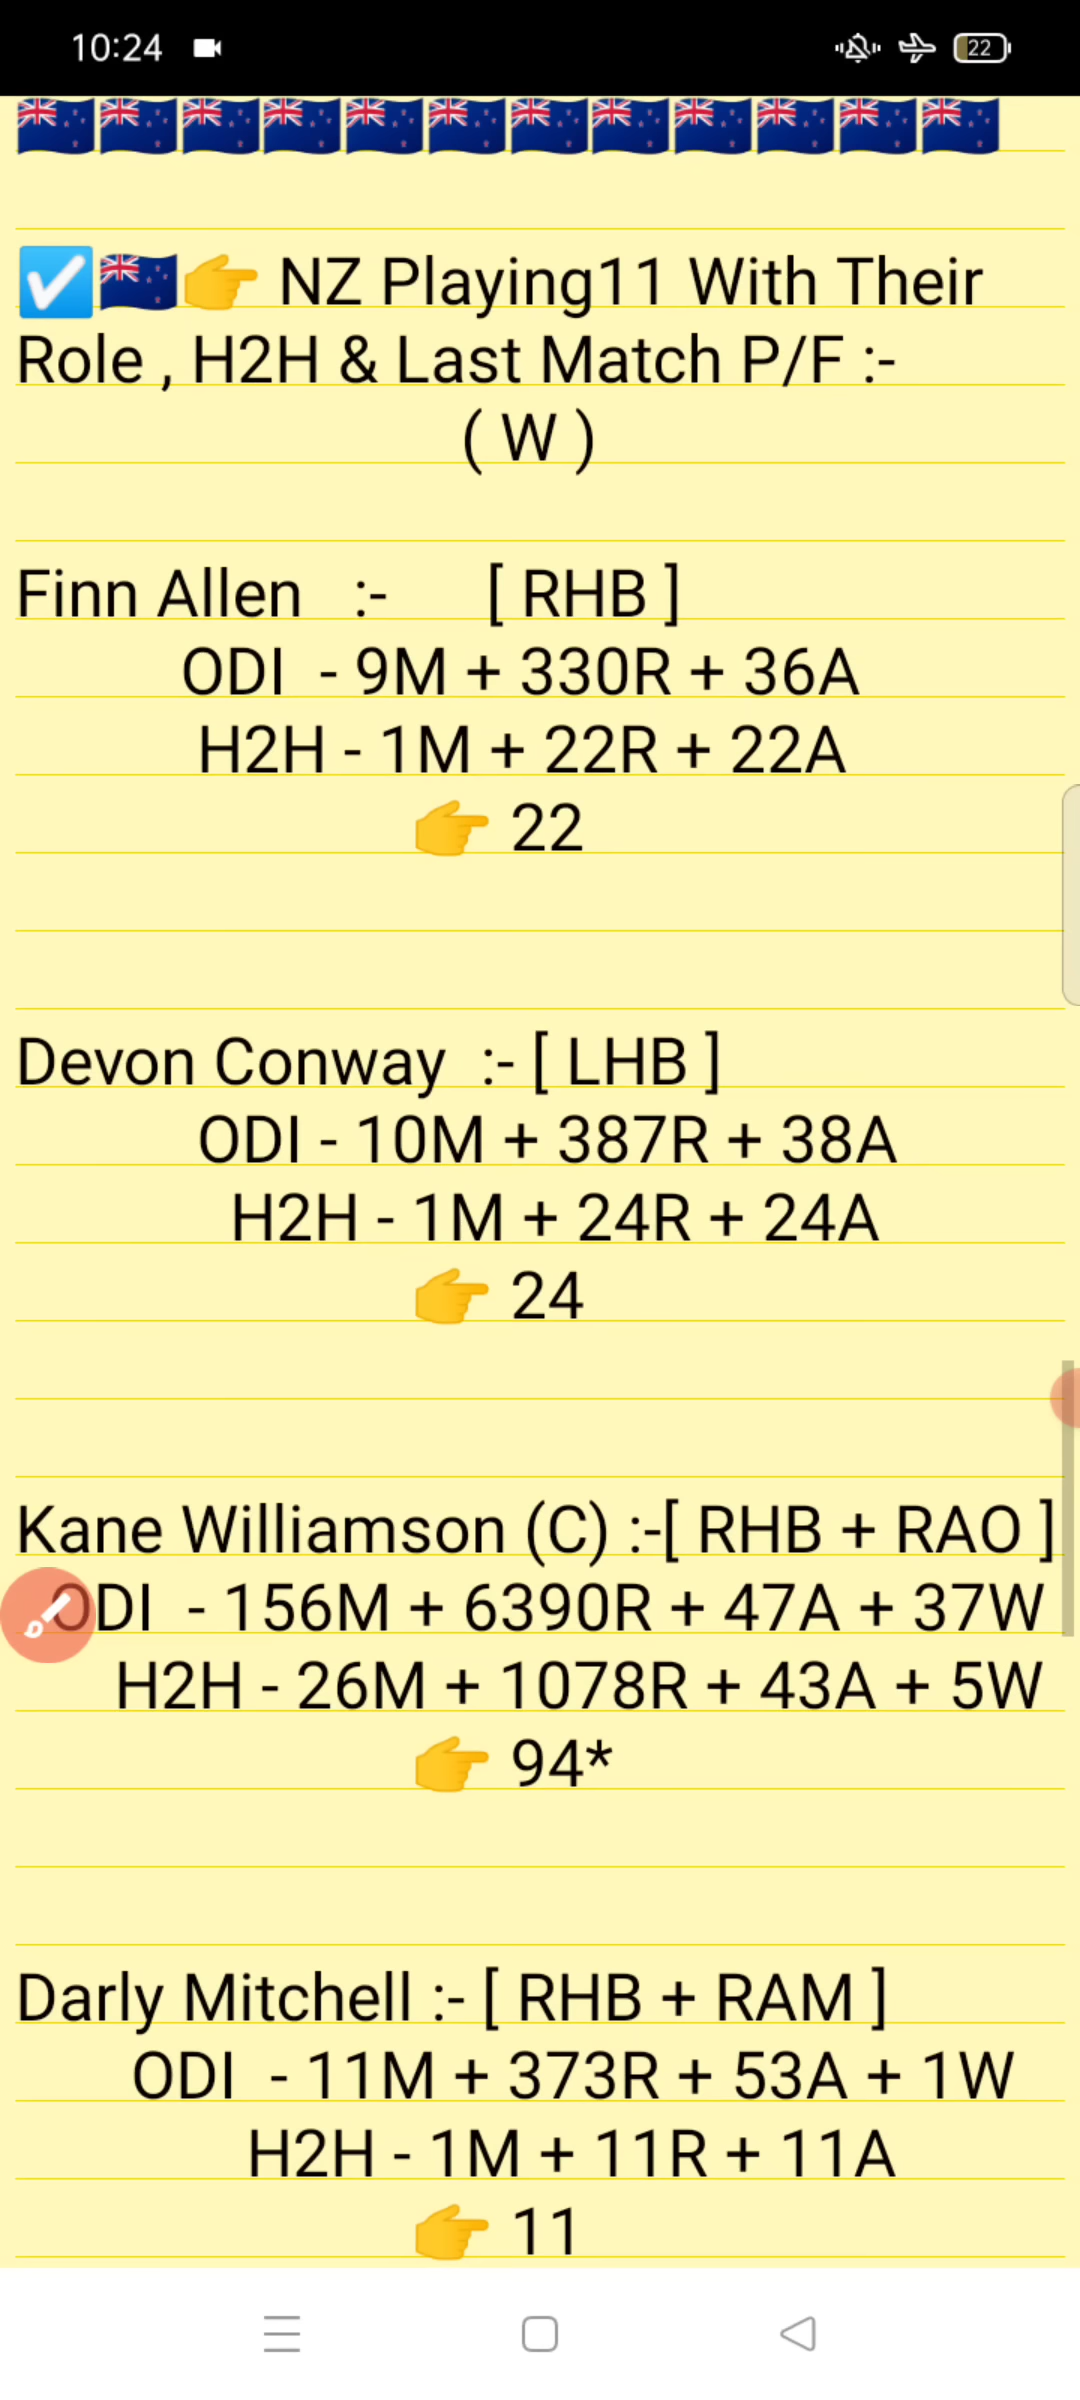 10:24 22
NZ Playing11 With Their
Role , H2H & Last Match P/F :-
( W )
Finn Allen :- [ RHB ]
ODI - 9M + 330R + 36A
H2H - 1M + 22R + 22A
22
Devon Conway :- [ LHB ]
ODI - 10M + 387R + 38A
H2H - 1M + 24R + 24A
24
Kane Williamson (C) :-[ RHB + RAO ]
ODI - 156M + 6390R + 47A + 37W
H2H - 26M + 1078R + 43A + 5W
94*
Darly Mitchell :- [ RHB + RAM ]
ODI - 11M + 373R + 53A + 1W
H2H - 1M + 11R + 11A
11